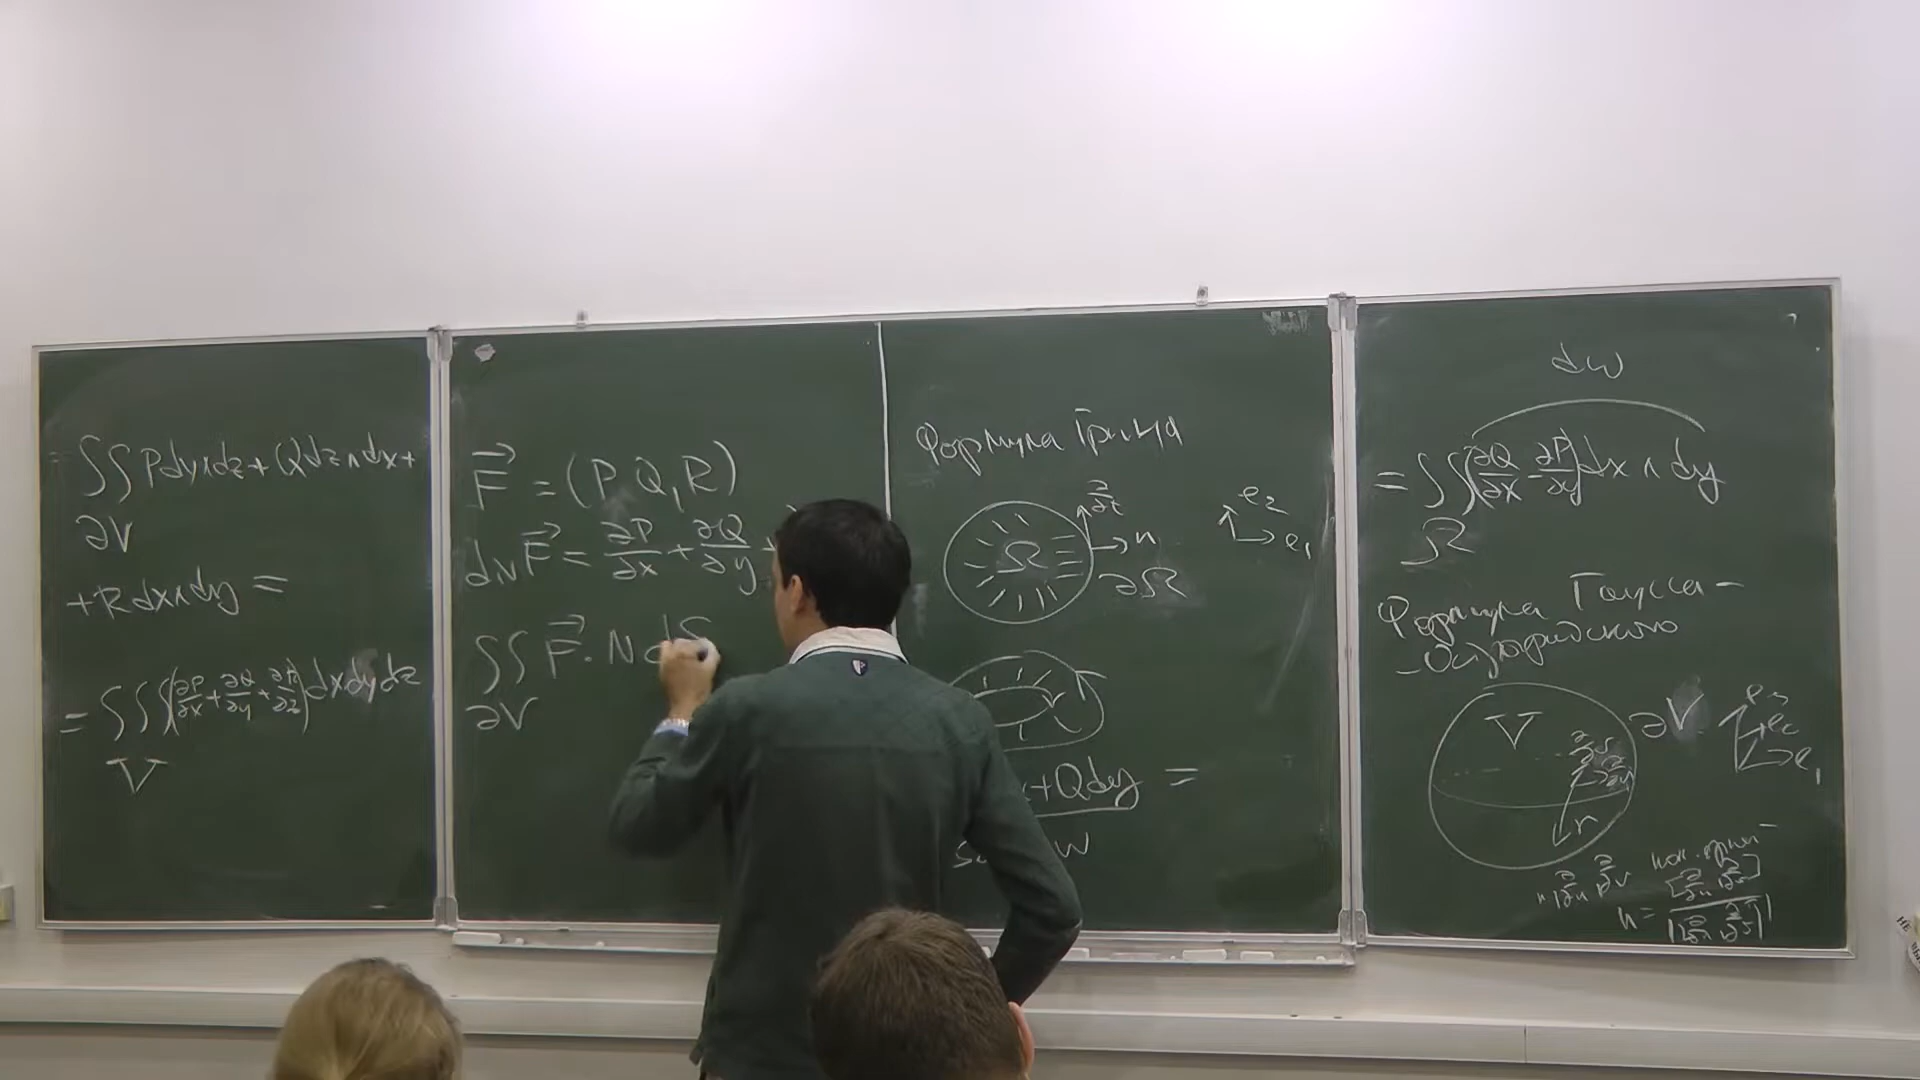 = ∬ Pdy∧dz + Qdz∧dx +
∂V
+ Rdx∧dy =
= ∭ (∂P/∂x + ∂Q/∂y + ∂R/∂z) dxdydz
V
F⃗ = (P, Q, R)
div F⃗ = ∂P/∂x + ∂Q/∂y +
∬ F⃗ · N dS
∂V
Формула Грина
Ω
∂/∂t
n
∂Ω
e₂
e₁
+ Qdy =
ω
dω
= ∬ (∂Q/∂x - ∂P/∂y) dx ∧ dy
Ω
Формула Гаусса-
-Остроградского
V
∂V
e₃
e₂
e₁
n
n =